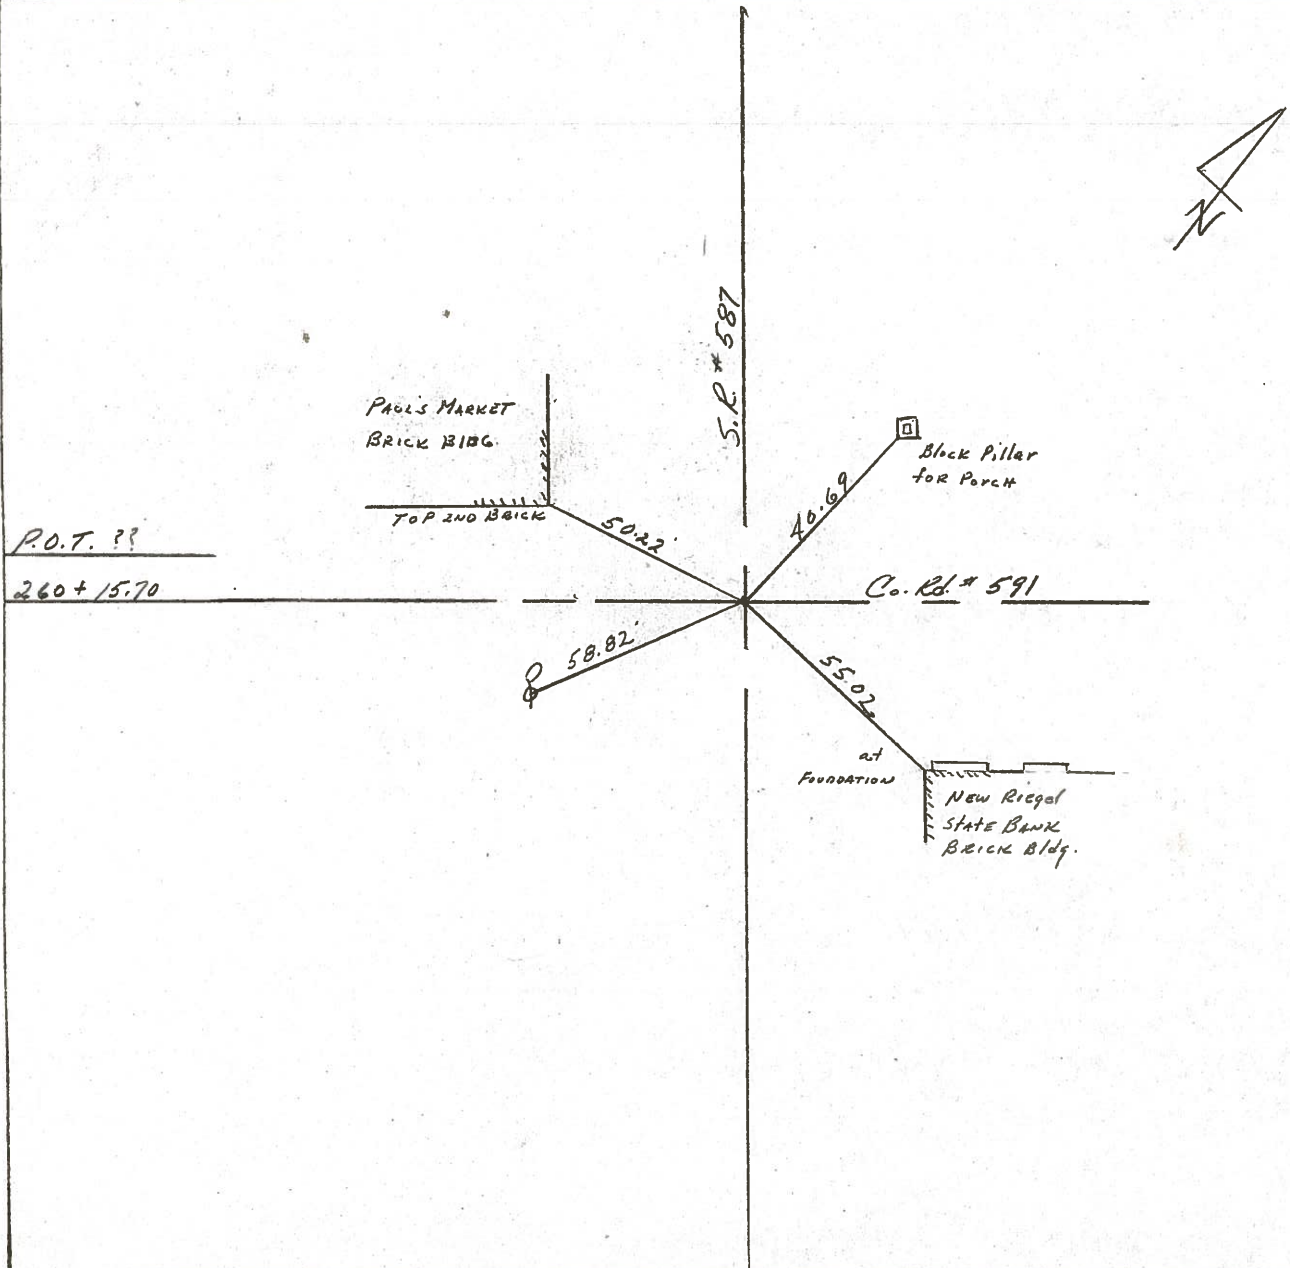 N
S.R. # 587
PAUL'S MARKET
BRICK BldG.
TOP 2ND BRICK
50.22'
40.69
Block Pillar
for Porch
P.O.T. ??
260 + 15.70
Co. Rd. # 591
58.82'
55.02
at
FOUNDATION
NEW Riegel
STATE BANK
BRICK Bldg.